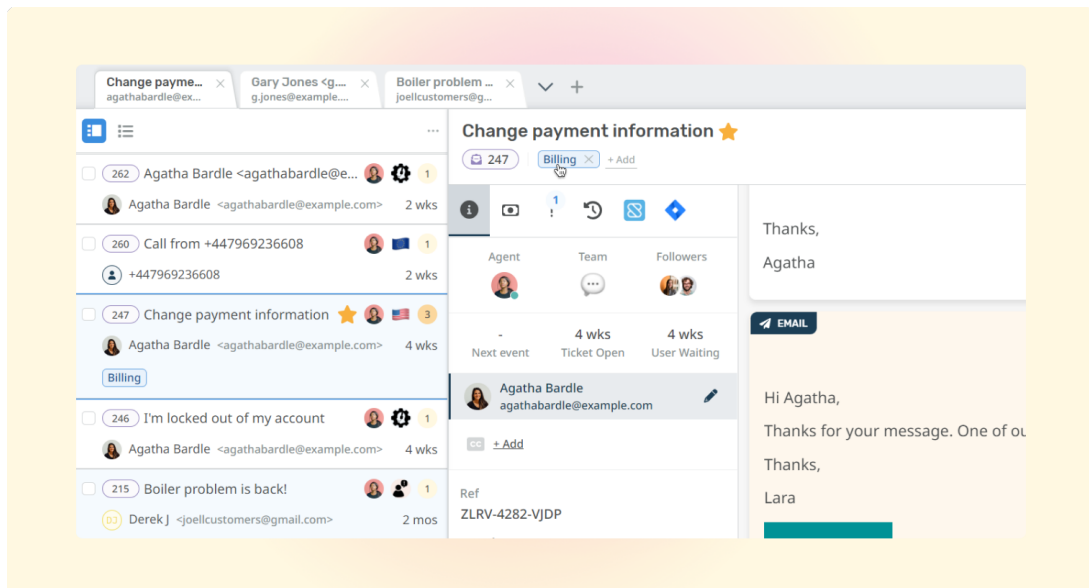 Change payme...
agathabardle@ex...
Gary Jones <g....
g.jones@example....
Boiler problem ...
joellcustomers@g...
Change payment information
247
Billing
+ Add
262 Agatha Bardle <agathabardle@e... 1
Agatha Bardle <agathabardle@example.com> 2 wks
260 Call from +447969236608 1
+447969236608 2 wks
247 Change payment information 3
Agatha Bardle <agathabardle@example.com> 4 wks
Billing
246 I'm locked out of my account 1
Agatha Bardle <agathabardle@example.com> 4 wks
215 Boiler problem is back! 1
DJ Derek J <joellcustomers@gmail.com> 2 mos
1
Agent Team Followers
- 4 wks 4 wks
Next event Ticket Open User Waiting
Agatha Bardle
agathabardle@example.com
CC + Add
Ref
ZLRV-4282-VJDP
Thanks,
Agatha
EMAIL
Hi Agatha,
Thanks for your message. One of ou
Thanks,
Lara